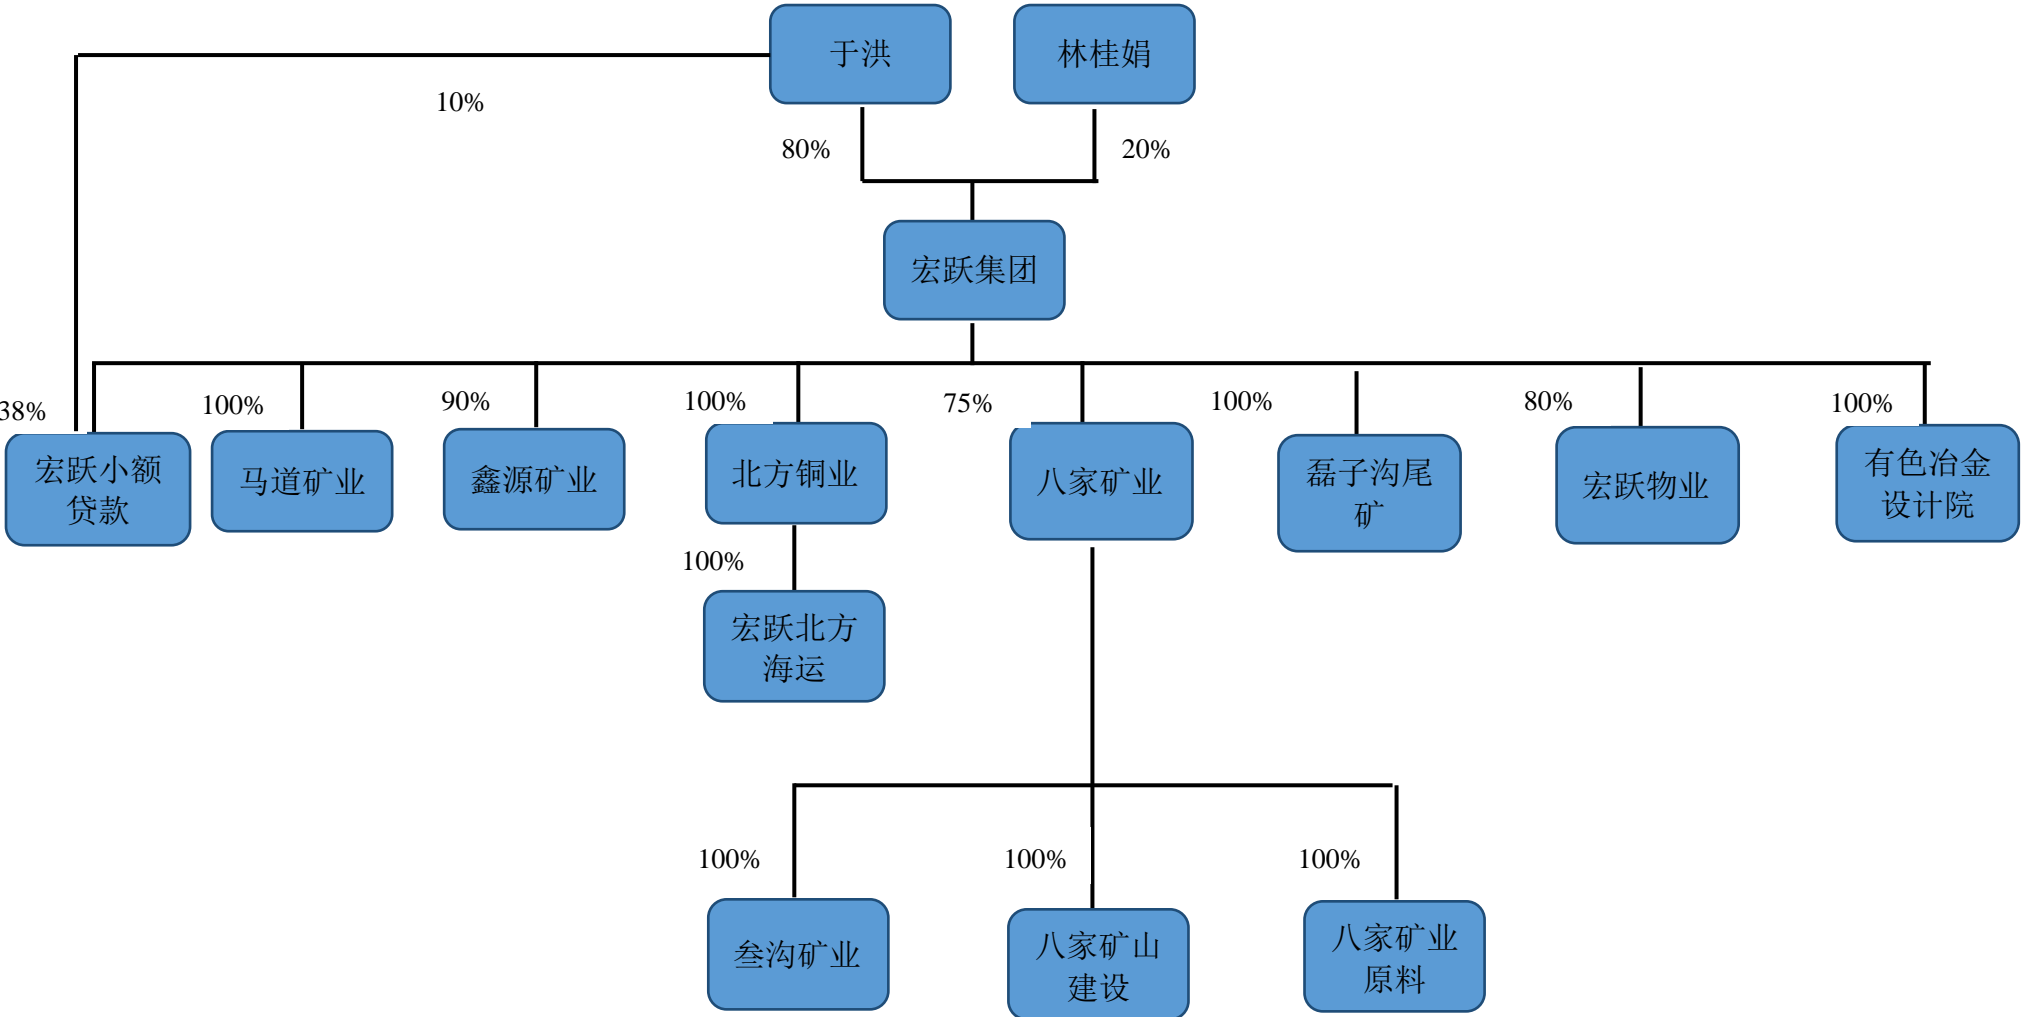 于洪
林桂娟
10%
80%
20%
宏跃集团
38%
100%
90%
100%
75%
100%
80%
100%
宏跃小额
贷款
马道矿业
鑫源矿业
北方铜业
八家矿业
磊子沟尾
矿
宏跃物业
有色冶金
设计院
100%
宏跃北方
海运
100%
100%
100%
叁沟矿业
八家矿山
建设
八家矿业
原料